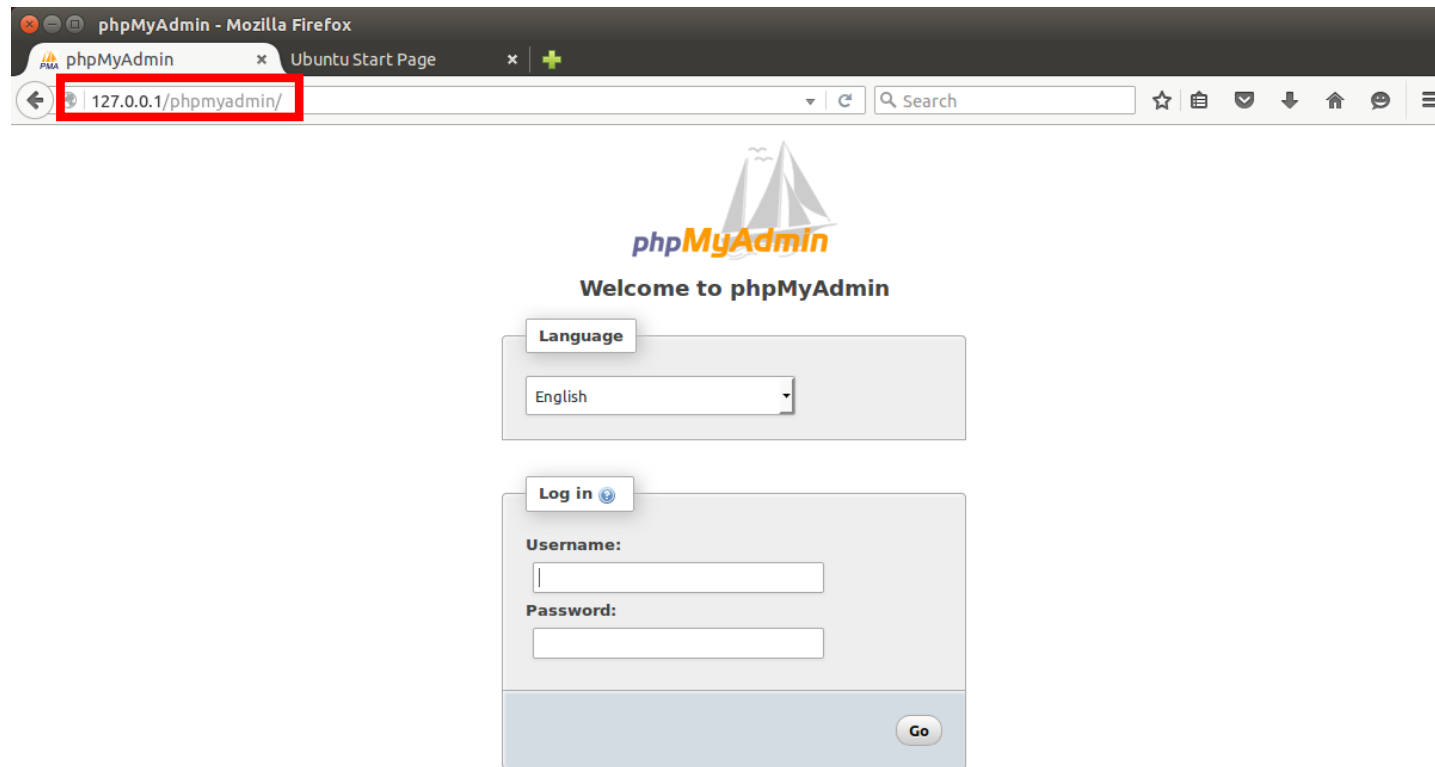 phpMyAdmin - Mozilla Firefox
PMA phpMyAdmin Ubuntu Start Page
127.0.0.1/phpmyadmin/ Search
phpMyAdmin
Welcome to phpMyAdmin
Language
English
Log in
Username:
Password:
Go